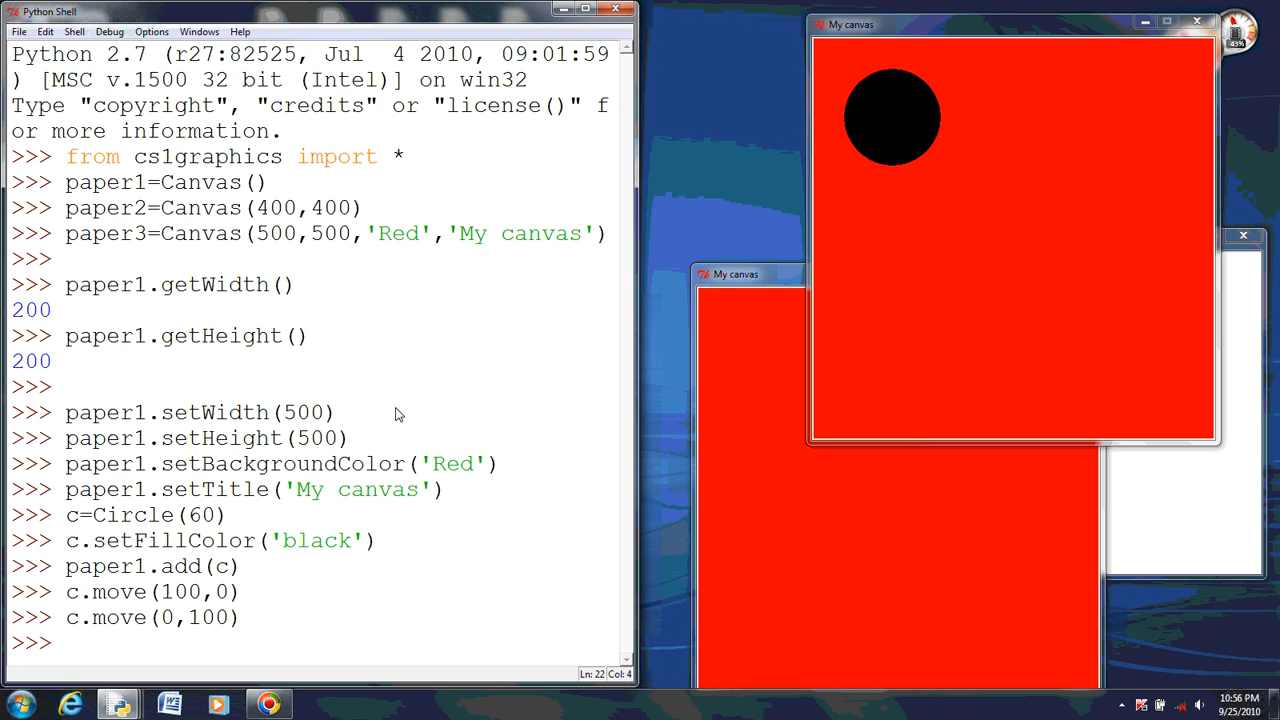 Python Shell
File Edit Shell Debug Options Windows Help
Python 2.7 (r27:82525, Jul  4 2010, 09:01:59
) [MSC v.1500 32 bit (Intel)] on win32
Type "copyright", "credits" or "license()" f
or more information.
>>> from cs1graphics import *
>>> paper1=Canvas()
>>> paper2=Canvas(400,400)
>>> paper3=Canvas(500,500,'Red','My canvas')
>>>
>>> paper1.getWidth()
200
>>> paper1.getHeight()
200
>>>
>>> paper1.setWidth(500)
>>> paper1.setHeight(500)
>>> paper1.setBackgroundColor('Red')
>>> paper1.setTitle('My canvas')
>>> c=Circle(60)
>>> c.setFillColor('black')
>>> paper1.add(c)
>>> c.move(100,0)
>>> c.move(0,100)
>>>
Ln: 22 Col: 4
My canvas
43%
My canvas
10:56 PM
9/25/2010